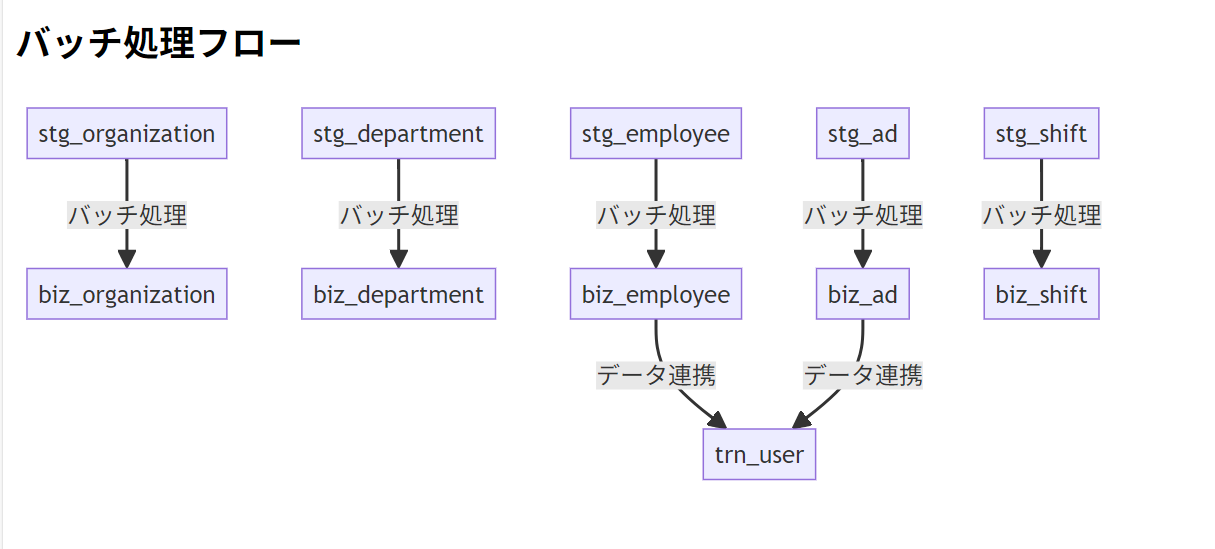 バッチ処理フロー
stg_organization
stg_department
stg_employee
stg_ad
stg_shift
バッチ処理
バッチ処理
バッチ処理
バッチ処理
バッチ処理
biz_organization
biz_department
biz_employee
biz_ad
biz_shift
データ連携
データ連携
trn_user